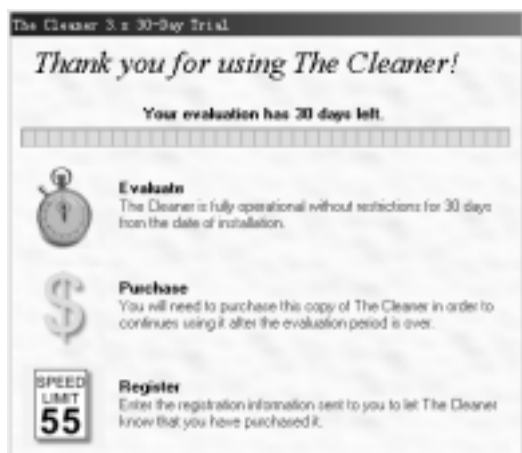 The Cleaner 3.x 30-Day Trial
Thank you for using The Cleaner!
Your evaluation has 30 days left.
Evaluate
The Cleaner is fully operational without restrictions for 30 days
from the date of installation.
Purchase
You will need to purchase this copy of The Cleaner in order to
continues using it after the evaluation period is over.
SPEED
LIMIT
55
Register
Enter the registration information sent to you to let The Cleaner
know that you have purchased it.